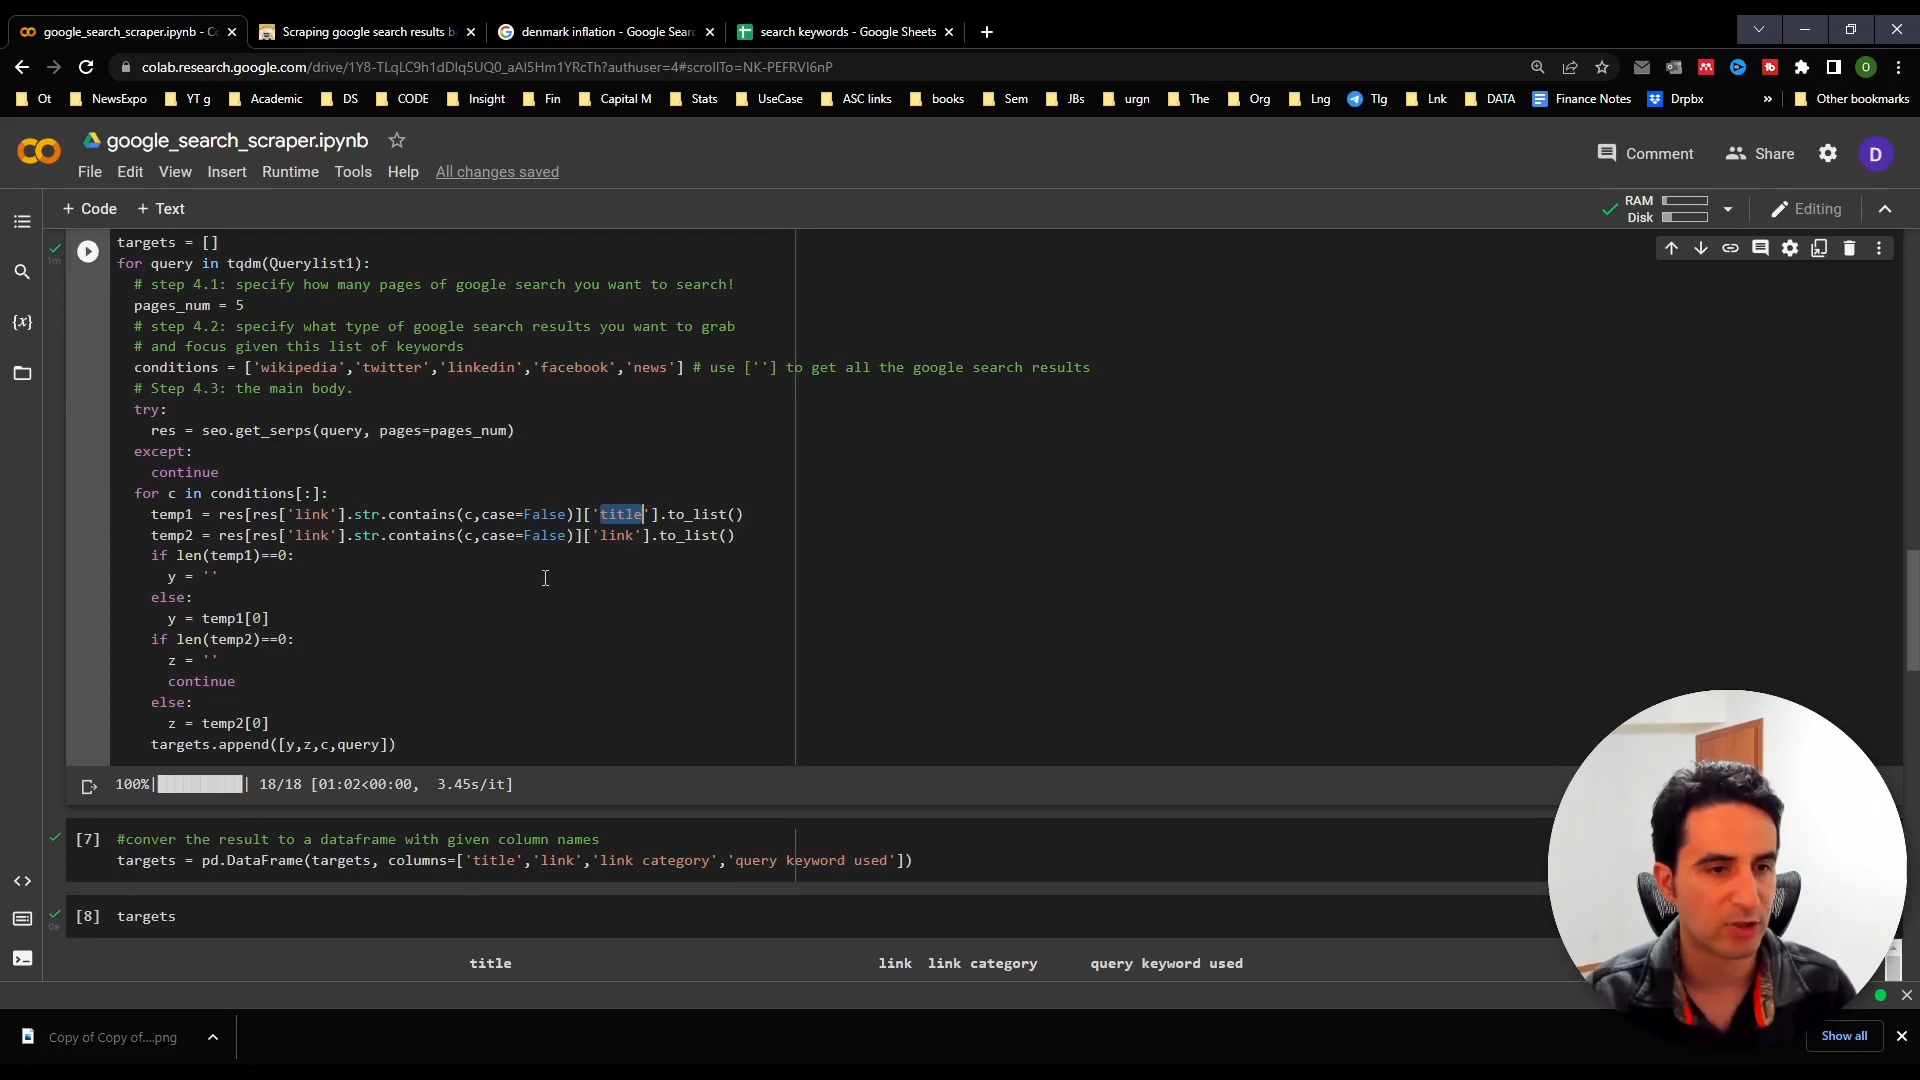 google_search_scraper.ipynb - Co
Scraping google search results b
denmark inflation - Google Sear
search keywords - Google Sheets
colab.research.google.com/drive/1Y8-TLqLC9h1dDlq5UQ0_aAl5Hm1YRcTh?authuser=4#scrollTo=NK-PEFRVl6nP
O
Ot
NewsExpo
YT g
Academic
DS
CODE
Insight
Fin
Capital M
Stats
UseCase
ASC links
books
Sem
JBs
urgn
The
Org
Lng
Tlg
Lnk
DATA
Finance Notes
Drpbx
»
Other bookmarks
google_search_scraper.ipynb
Comment
Share
D
File Edit View Insert Runtime Tools Help All changes saved
+ Code + Text
RAM
Disk
Editing
targets = []
for query in tqdm(Querylist1):
# step 4.1: specify how many pages of google search you want to search!
pages_num = 5
# step 4.2: specify what type of google search results you want to grab
# and focus given this list of keywords
conditions = ['wikipedia','twitter','linkedin','facebook','news'] # use [''] to get all the google search results
# Step 4.3: the main body.
try:
res = seo.get_serps(query, pages=pages_num)
except:
continue
for c in conditions[:]:
temp1 = res[res['link'].str.contains(c,case=False)]['title'].to_list()
temp2 = res[res['link'].str.contains(c,case=False)]['link'].to_list()
if len(temp1)==0:
y = ''
else:
y = temp1[0]
if len(temp2)==0:
z = ''
continue
else:
z = temp2[0]
targets.append([y,z,c,query])
1m
100%| | 18/18 [01:02<00:00, 3.45s/it]
[7] #conver the result to a dataframe with given column names
targets = pd.DataFrame(targets, columns=['title','link','link category','query keyword used'])
[8] targets
0s
title link link category query keyword used
Copy of Copy of....png
Show all